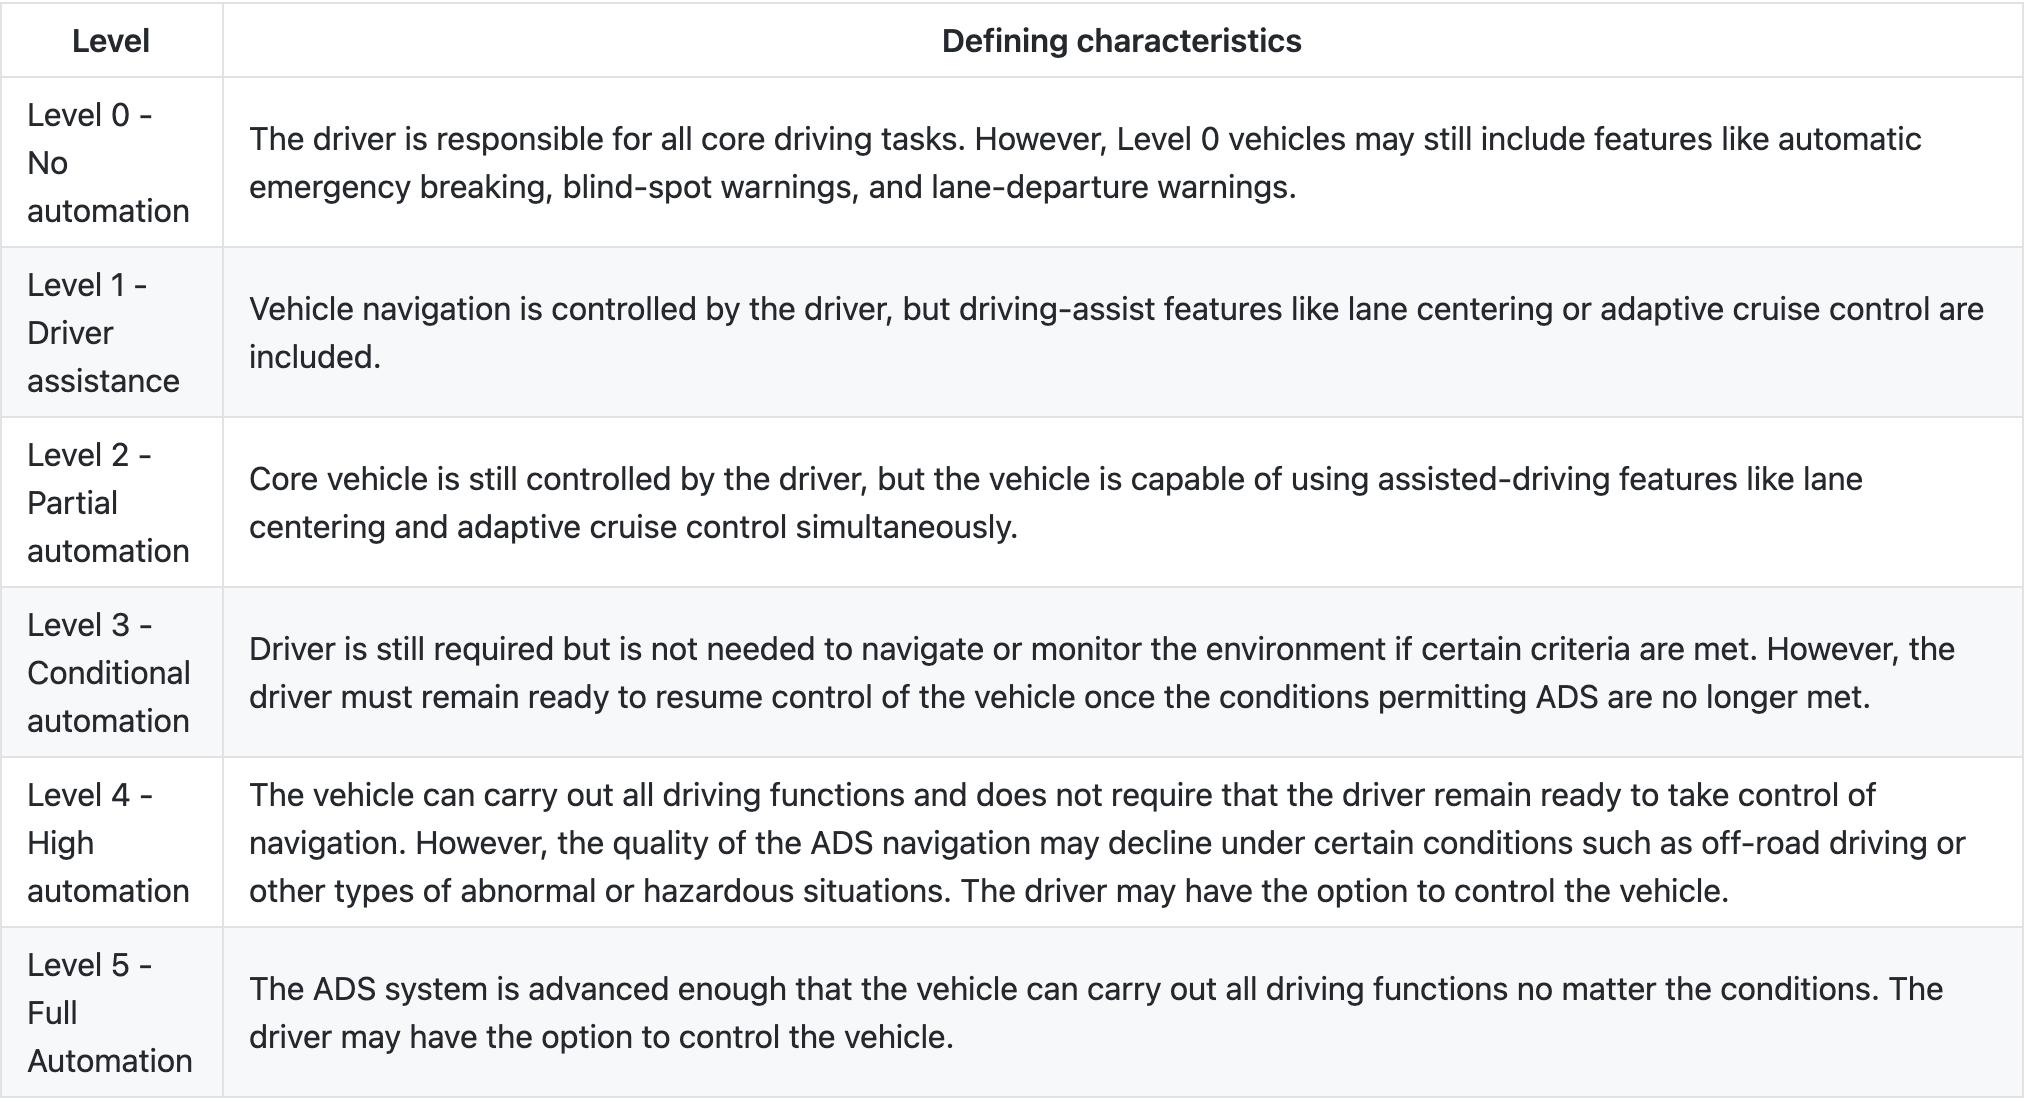 Level
Defining characteristics
Level 0 -
No
automation
The driver is responsible for all core driving tasks. However, Level 0 vehicles may still include features like automatic
emergency breaking, blind-spot warnings, and lane-departure warnings.
Level 1 -
Driver
assistance
Vehicle navigation is controlled by the driver, but driving-assist features like lane centering or adaptive cruise control are
included.
Level 2 -
Partial
automation
Core vehicle is still controlled by the driver, but the vehicle is capable of using assisted-driving features like lane
centering and adaptive cruise control simultaneously.
Level 3 -
Conditional
automation
Driver is still required but is not needed to navigate or monitor the environment if certain criteria are met. However, the
driver must remain ready to resume control of the vehicle once the conditions permitting ADS are no longer met.
Level 4 -
High
automation
The vehicle can carry out all driving functions and does not require that the driver remain ready to take control of
navigation. However, the quality of the ADS navigation may decline under certain conditions such as off-road driving or
other types of abnormal or hazardous situations. The driver may have the option to control the vehicle.
Level 5 -
Full
Automation
The ADS system is advanced enough that the vehicle can carry out all driving functions no matter the conditions. The
driver may have the option to control the vehicle.